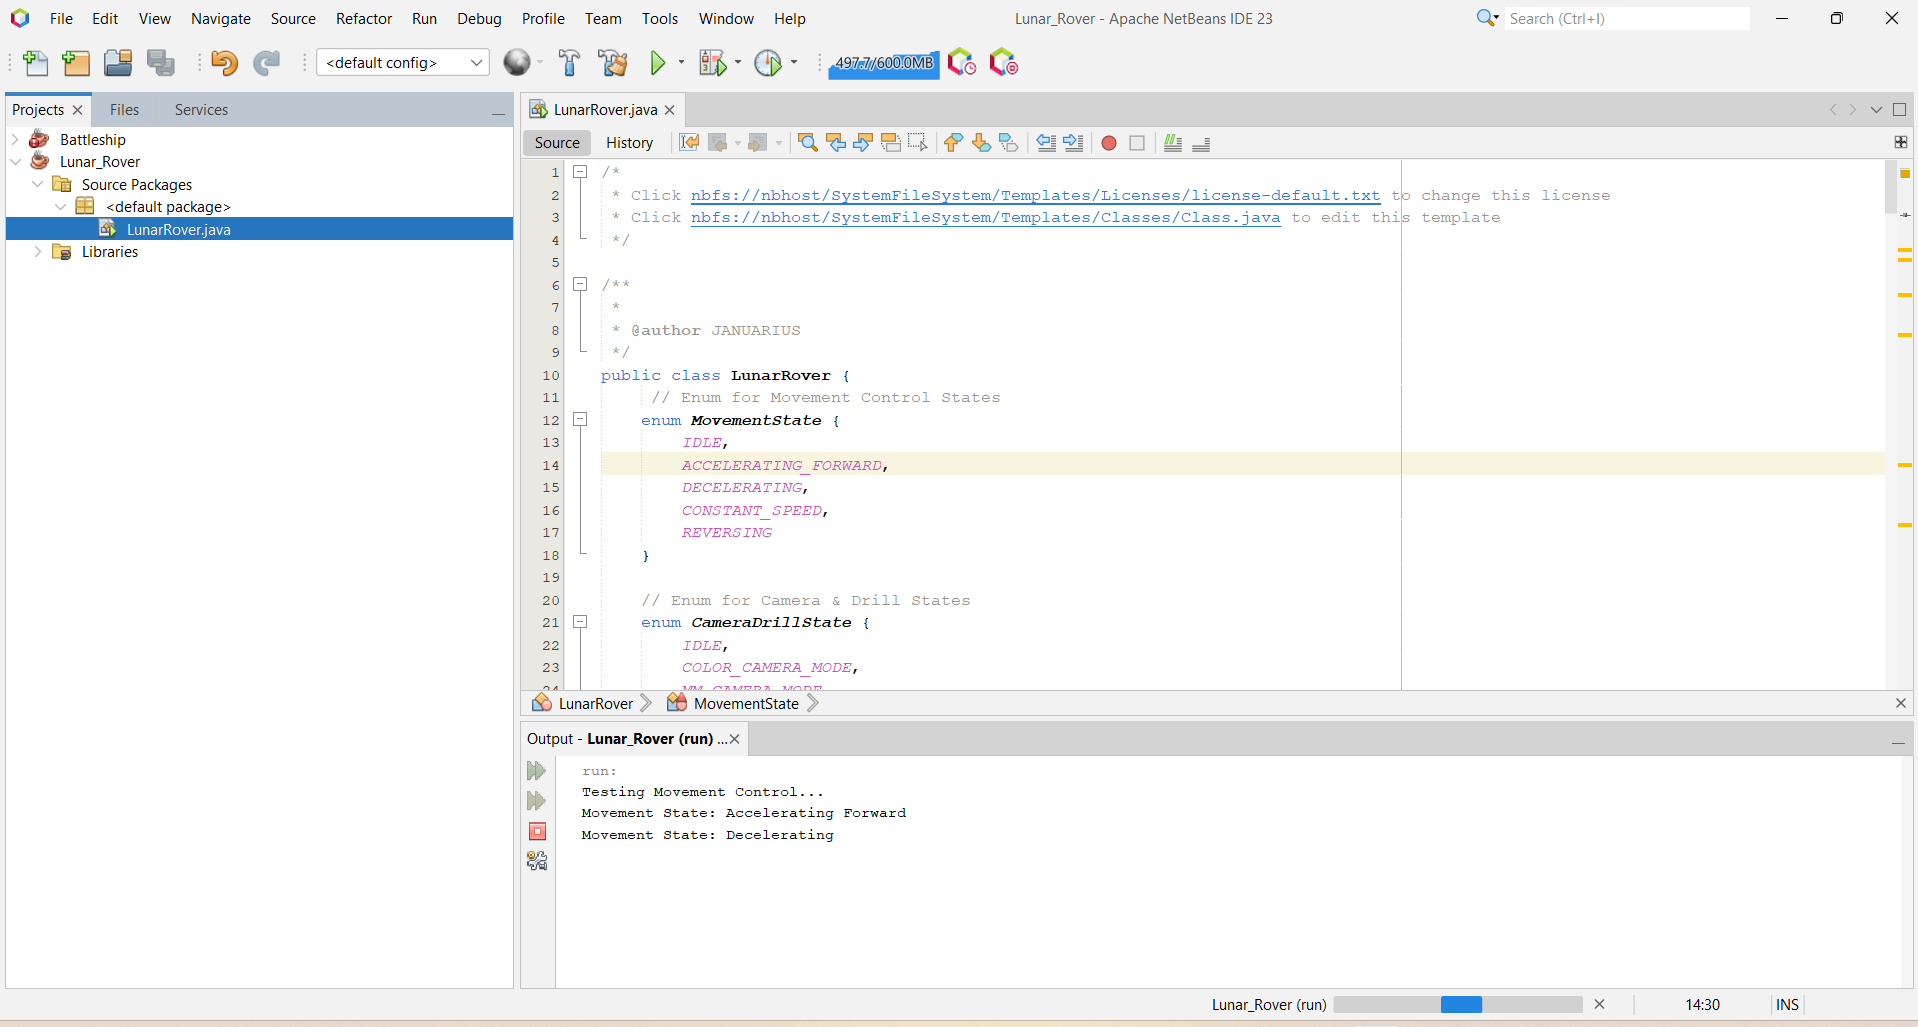 File Edit View Navigate Source Refactor Run Debug Profile Team Tools Window Help
Lunar_Rover - Apache NetBeans IDE 23
Search (Ctrl+I)
<default config>
497.7/600.0MB
Projects Files Services
Battleship
Lunar_Rover
Source Packages
<default package>
LunarRover.java
Libraries
LunarRover.java
Source History
1 /*
2 * Click nbfs://nbhost/SystemFileSystem/Templates/Licenses/license-default.txt to change this license
3 * Click nbfs://nbhost/SystemFileSystem/Templates/Classes/Class.java to edit this template
4 */
5
6 /**
7 *
8 * @author JANUARIUS
9 */
10 public class LunarRover {
11 // Enum for Movement Control States
12 enum MovementState {
13 IDLE,
14 ACCELERATING_FORWARD,
15 DECELERATING,
16 CONSTANT_SPEED,
17 REVERSING
18 }
19
20 // Enum for Camera & Drill States
21 enum CameraDrillState {
22 IDLE,
23 COLOR_CAMERA_MODE,
24 MM_CAMERA_MODE
LunarRover MovementState
Output - Lunar_Rover (run) ...
run:
Testing Movement Control...
Movement State: Accelerating Forward
Movement State: Decelerating
Lunar_Rover (run) 14:30 INS